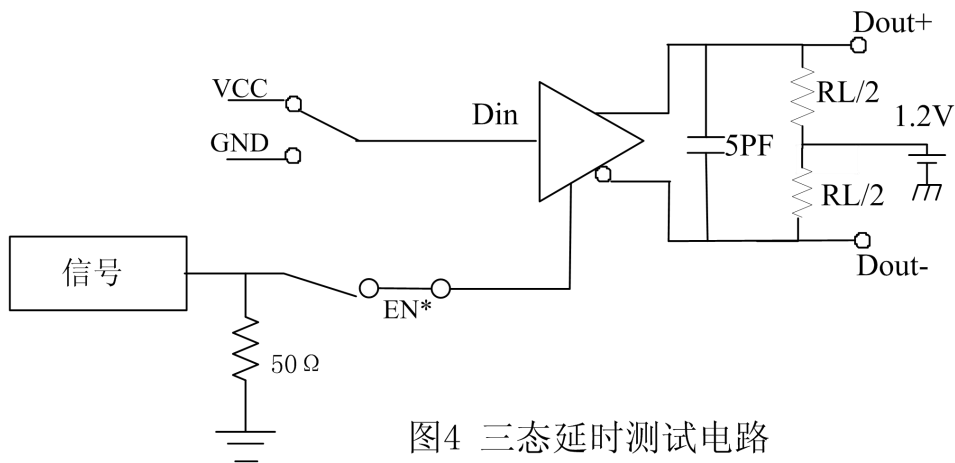 Dout+
VCC
RL/2
Din
1.2V
GND
5PF
RL/2
信号
Dout-
EN*
50Ω
图4 三态延时测试电路